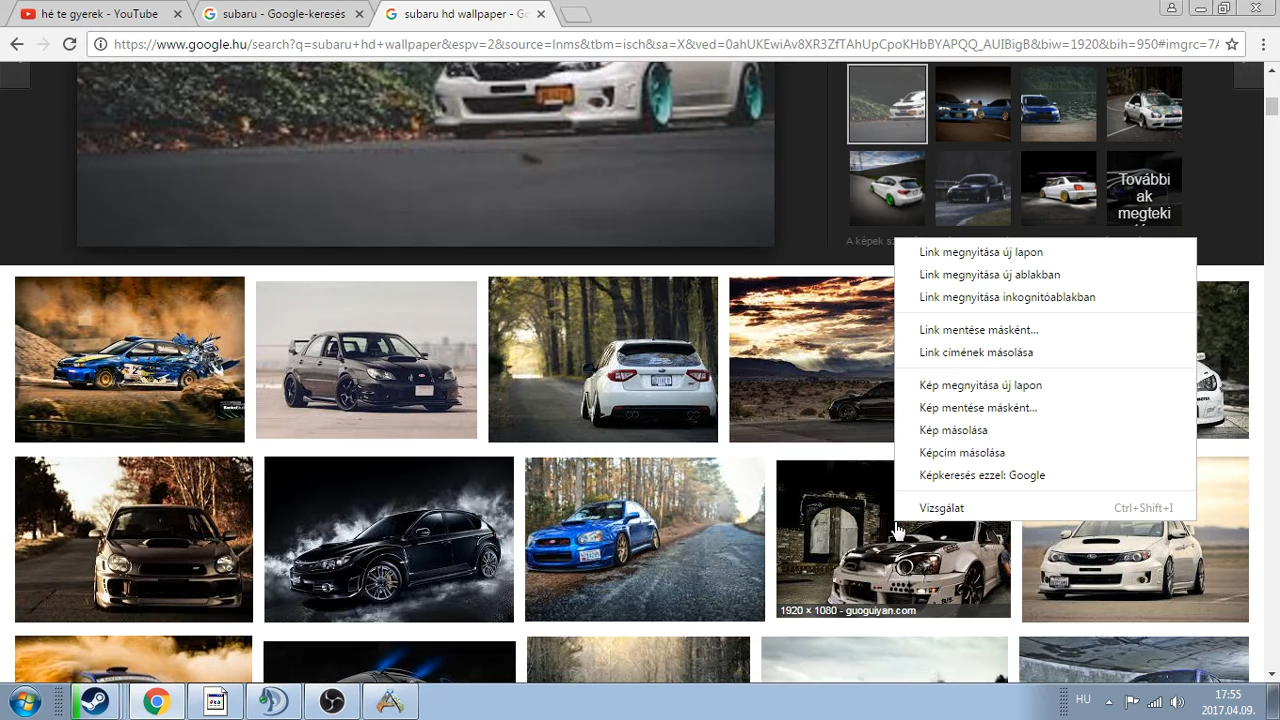 hé te gyerek - YouTube
subaru - Google-keresés
subaru hd wallpaper - Go
https://www.google.hu/search?q=subaru+hd+wallpaper&espv=2&source=lnms&tbm=isch&sa=X&ved=0ahUKEwiAv8XR3ZfTAhUpCpoKHbBYAPQQ_AUIBigB&biw=1920&bih=950#imgrc=7A
További
ak
megteki
A képek
Link megnyitása új lapon
Link megnyitása új ablakban
Link megnyitása inkognitóablakban
Link mentése másként...
Link címének másolása
Kép megnyitása új lapon
Kép mentése másként...
Kép másolása
Képcím másolása
Képkeresés ezzel: Google
Vizsgálat Ctrl+Shift+I
1920 × 1080 - guoguiyan.com
HU
17:55
2017.04.09.